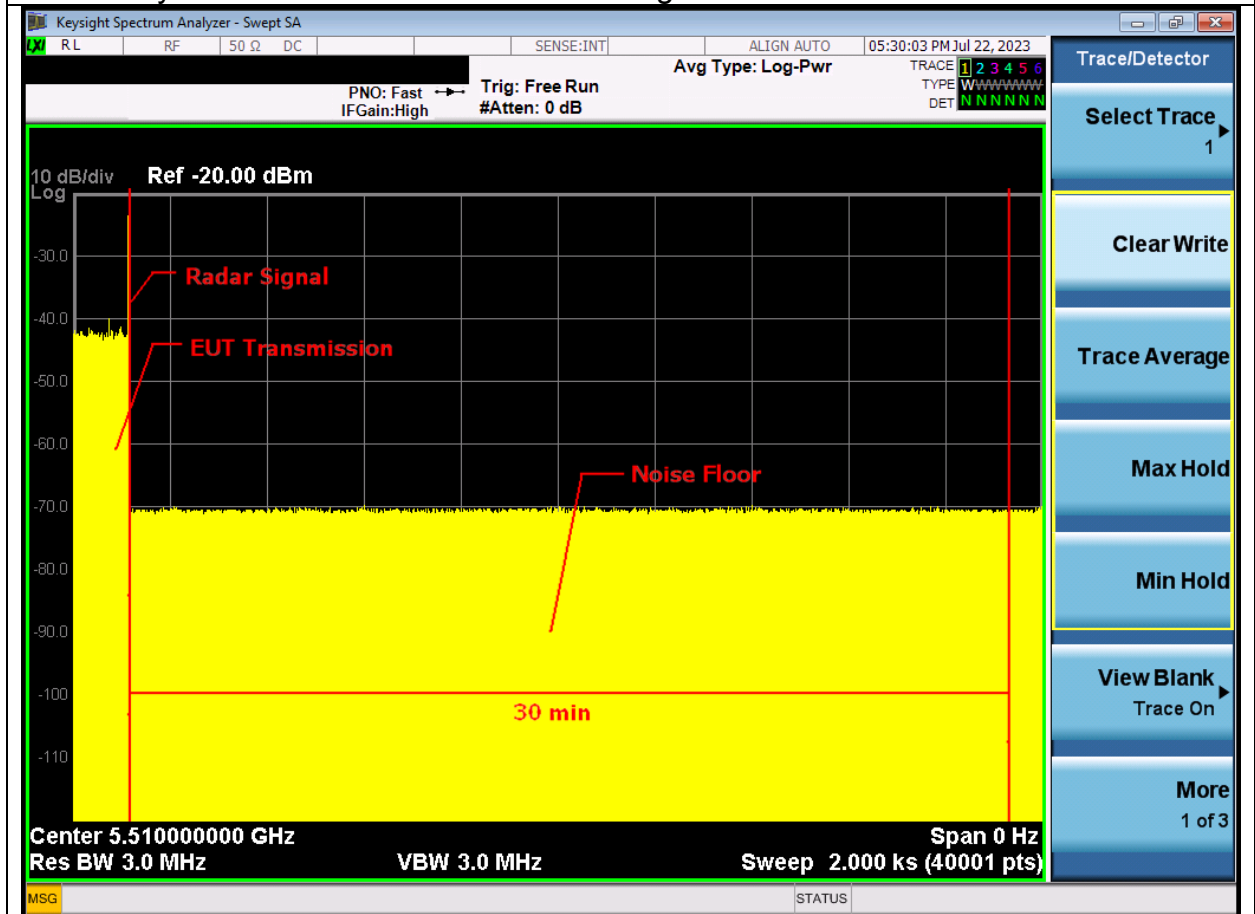 Keysight Spectrum Analyzer - Swept SA
LXI RL RF 50 Ω DC SENSE:INT ALIGN AUTO 05:30:03 PM Jul 22, 2023
Avg Type: Log-Pwr
TRACE 1 2 3 4 5 6
TYPE WWWWWW
DET N N N N N N
PNO: Fast
IFGain:High
Trig: Free Run
#Atten: 0 dB
10 dB/div
Log
Ref -20.00 dBm
-30.0
-40.0
-50.0
-60.0
-70.0
-80.0
-90.0
-100
-110
Radar Signal
EUT Transmission
Noise Floor
30 min
Center 5.510000000 GHz
Span 0 Hz
Res BW 3.0 MHz
VBW 3.0 MHz
Sweep 2.000 ks (40001 pts)
MSG
STATUS
Trace/Detector
Select Trace
1
Clear Write
Trace Average
Max Hold
Min Hold
View Blank
Trace On
More
1 of 3